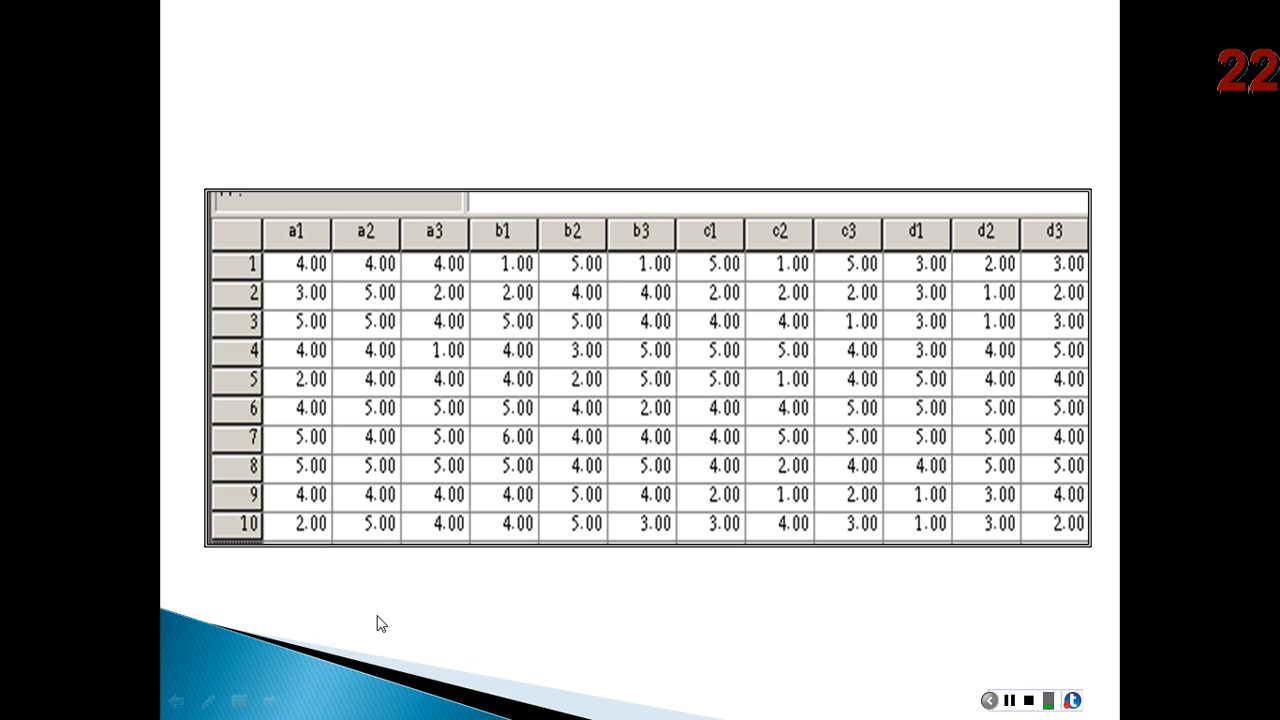 22
a1 a2 a3 b1 b2 b3 c1 c2 c3 d1 d2 d3
1 4.00 4.00 4.00 1.00 5.00 1.00 5.00 1.00 5.00 3.00 2.00 3.00
2 3.00 5.00 2.00 2.00 4.00 4.00 2.00 2.00 2.00 3.00 1.00 2.00
3 5.00 5.00 4.00 5.00 5.00 4.00 4.00 4.00 1.00 3.00 1.00 3.00
4 4.00 4.00 1.00 4.00 3.00 5.00 5.00 5.00 4.00 3.00 4.00 5.00
5 2.00 4.00 4.00 4.00 2.00 5.00 5.00 1.00 4.00 5.00 4.00 4.00
6 4.00 5.00 5.00 5.00 4.00 2.00 4.00 4.00 5.00 5.00 5.00 5.00
7 5.00 4.00 5.00 6.00 4.00 4.00 4.00 5.00 5.00 5.00 5.00 4.00
8 5.00 5.00 5.00 5.00 4.00 5.00 4.00 2.00 4.00 4.00 5.00 5.00
9 4.00 4.00 4.00 4.00 5.00 4.00 2.00 1.00 2.00 1.00 3.00 4.00
10 2.00 5.00 4.00 4.00 5.00 3.00 3.00 4.00 3.00 1.00 3.00 2.00